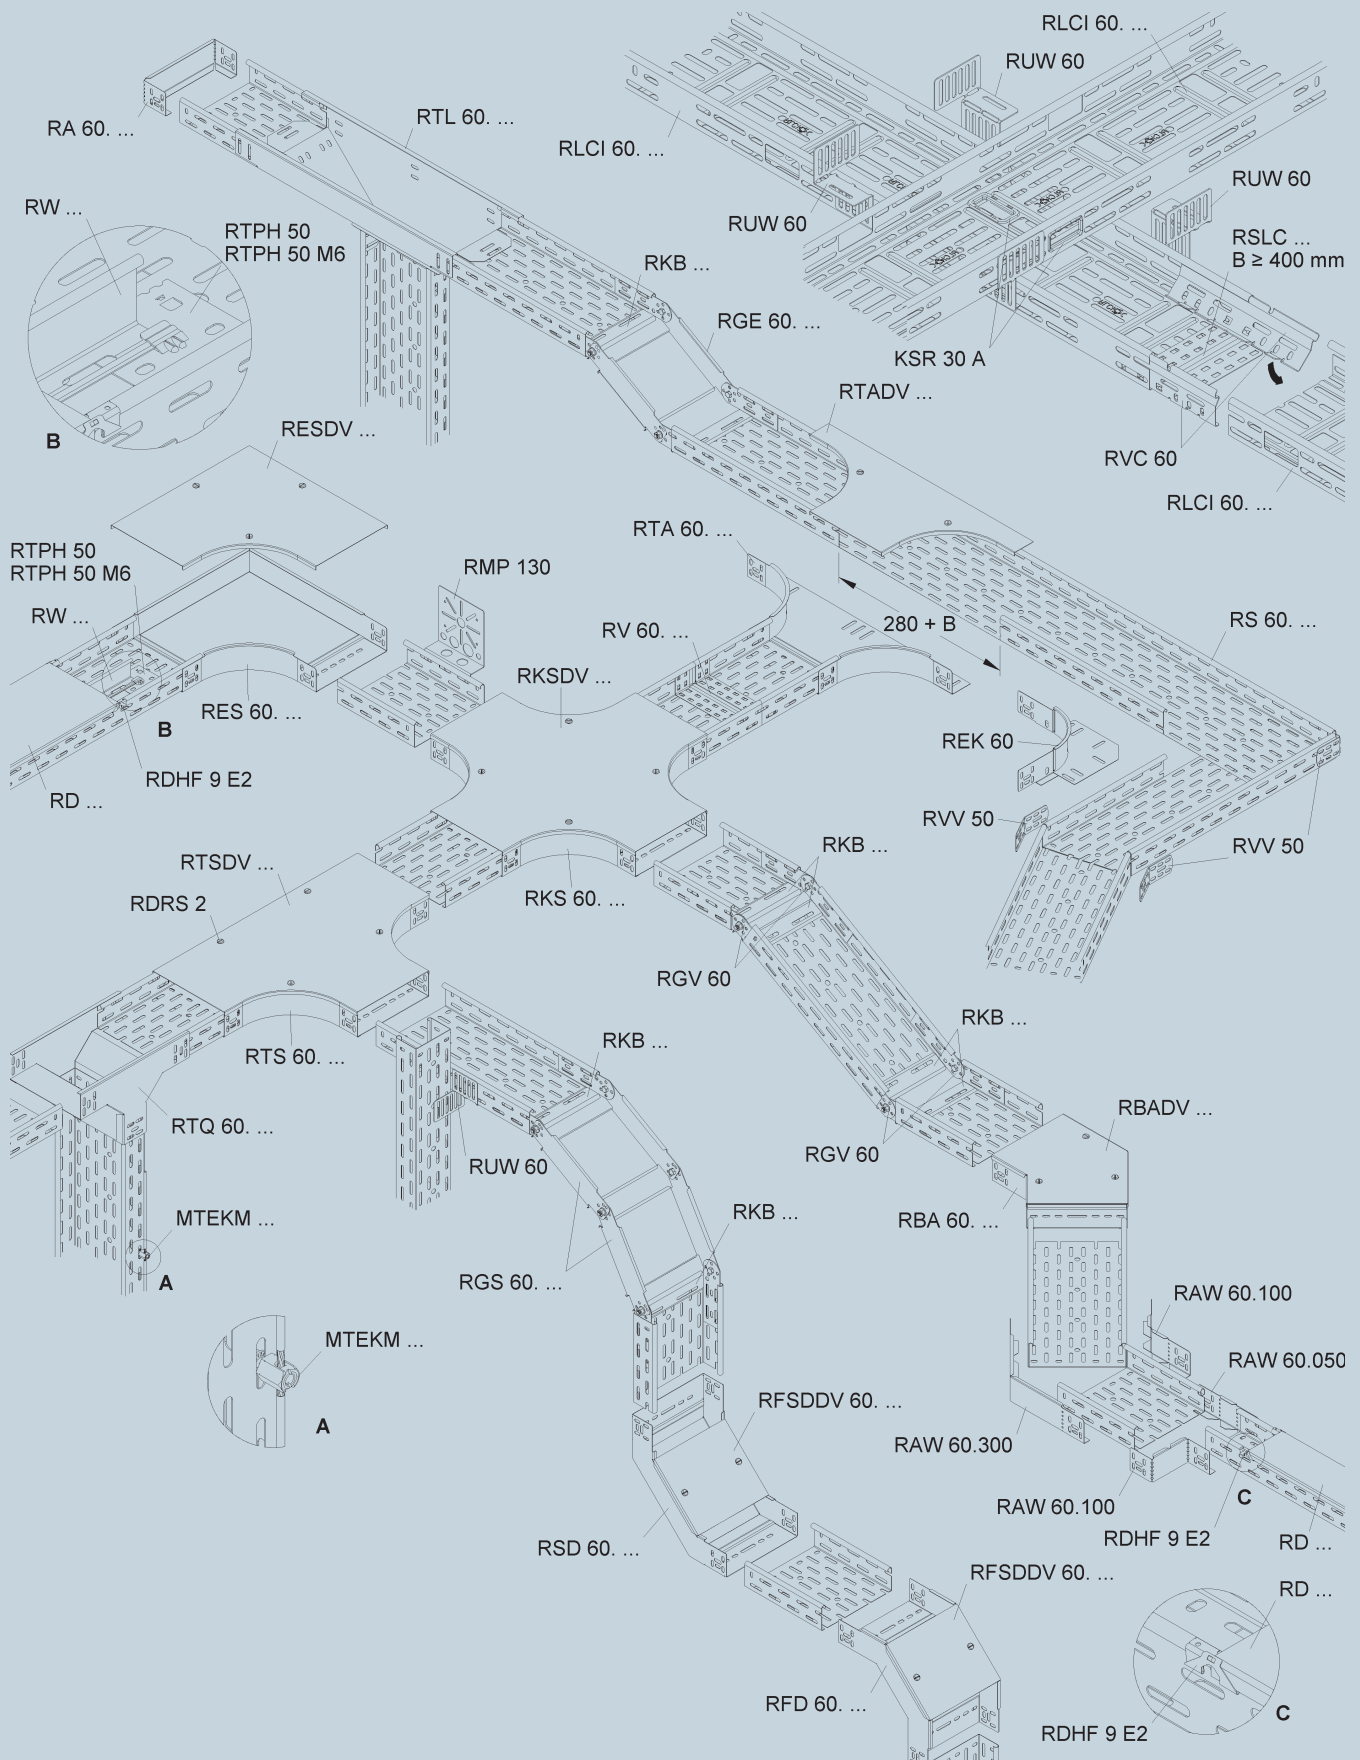 RLCI 60. ...
RUW 60
RTL 60. ...
RA 60. ...
RLCI 60. ...
RUW 60
RW ...
RUW 60
RTPH 50
RTPH 50 M6
RSLC ...
B ≥ 400 mm
RKB ...
RGE 60. ...
KSR 30 A
RTADV ...
B
RESDV ...
RVC 60
RLCI 60. ...
RTA 60. ...
RTPH 50
RTPH 50 M6
RMP 130
RW ...
RV 60. ...
280 + B
RS 60. ...
RKSDV ...
RES 60. ...
B
REK 60
RDHF 9 E2
RD ...
RVV 50
RKB ...
RVV 50
RTSDV ...
RDRS 2
RKS 60. ...
RGV 60
RKB ...
RKB ...
RTS 60. ...
RBADV ...
RTQ 60. ...
RGV 60
RUW 60
MTEKM ...
RKB ...
RBA 60. ...
A
RGS 60. ...
RAW 60.100
MTEKM ...
RAW 60.050
RFSDDV 60. ...
A
RAW 60.300
C
RAW 60.100
RDHF 9 E2
RD ...
RSD 60. ...
RFSDDV 60. ...
RD ...
RFD 60. ...
C
RDHF 9 E2